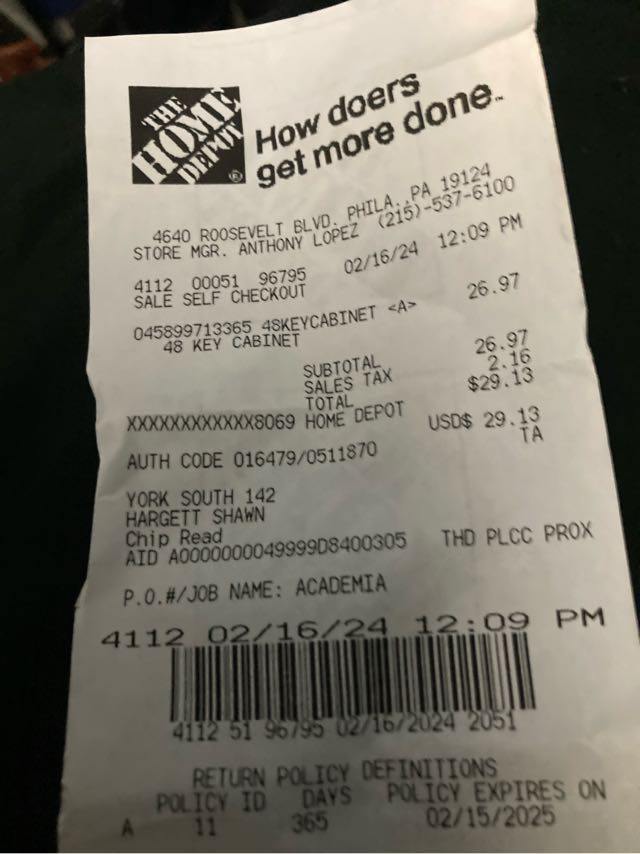 THE
HOME
DEPOT
How doers
get more done.™
4640 ROOSEVELT BLVD. PHILA., PA 19124
STORE MGR. ANTHONY LOPEZ (215)-537-6100
4112 00051 96795 02/16/24 12:09 PM
SALE SELF CHECKOUT
045899713365 48KEYCABINET <A> 26.97
48 KEY CABINET
SUBTOTAL 26.97
SALES TAX 2.16
TOTAL $29.13
XXXXXXXXXXXX8069 HOME DEPOT
USD$ 29.13
AUTH CODE 016479/0511870 TA
YORK SOUTH 142
HARGETT SHAWN
Chip Read
AID A0000000049999D8400305 THD PLCC PROX
P.O.#/JOB NAME: ACADEMIA
4112 02/16/24 12:09 PM
4112 51 96795 02/16/2024 2051
RETURN POLICY DEFINITIONS
POLICY ID DAYS POLICY EXPIRES ON
A 11 365 02/15/2025